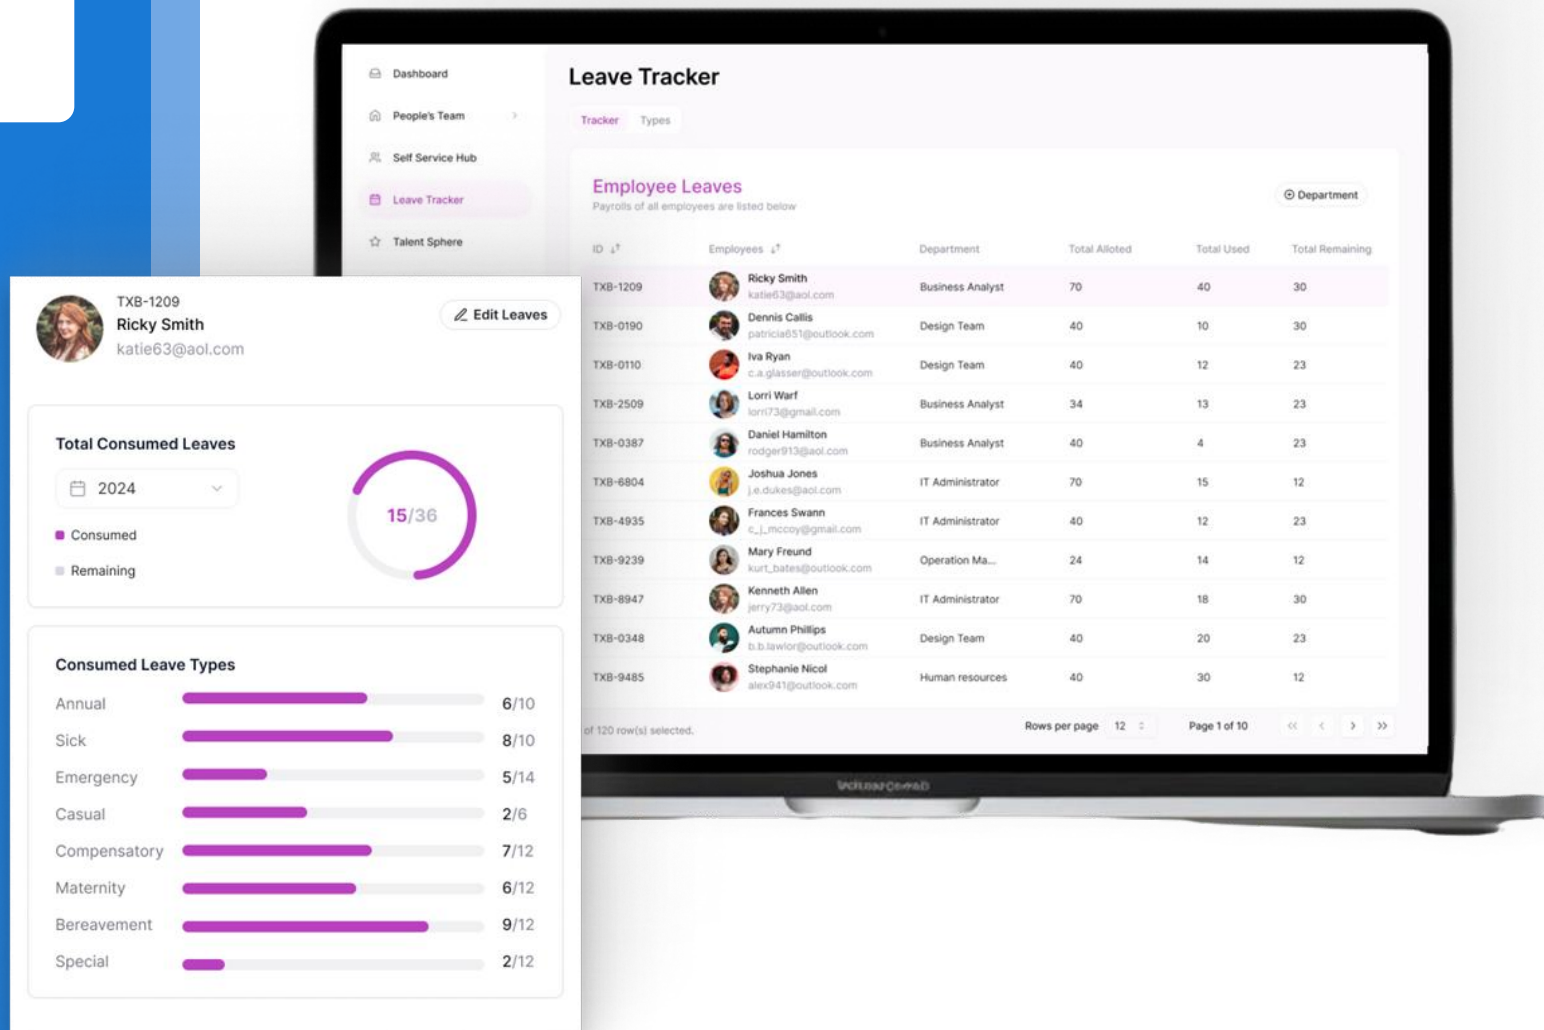 Dashboard
People's Team
Self Service Hub
Leave Tracker
Talent Sphere
Leave Tracker
Tracker Types
Employee Leaves
Payrolls of all employees are listed below
Department
ID Employees Department Total Alloted Total Used Total Remaining
TXB-1209 Ricky Smith Business Analyst 70 40 30
katie63@aol.com
TXB-0190 Dennis Callis Design Team 40 10 30
patricia651@outlook.com
TXB-0110 Iva Ryan Design Team 40 12 23
c.a.glasser@outlook.com
TXB-2509 Lorri Warf Business Analyst 34 13 23
lorri73@gmail.com
TXB-0387 Daniel Hamilton Business Analyst 40 4 23
rodger913@aol.com
TXB-6804 Joshua Jones IT Administrator 70 15 12
j.e.dukes@aol.com
TXB-4935 Frances Swann IT Administrator 40 12 23
c_j_mccoy@gmail.com
TXB-9239 Mary Freund Operation Ma... 24 14 12
kurt_bates@outlook.com
TXB-8947 Kenneth Allen IT Administrator 70 18 30
jerry73@aol.com
TXB-0348 Autumn Phillips Design Team 40 20 23
b.b.lawlor@outlook.com
TXB-9485 Stephanie Nicol Human resources 40 30 12
alex941@outlook.com
of 120 row(s) selected. Rows per page 12 Page 1 of 10
TXB-1209
Ricky Smith
katie63@aol.com
Edit Leaves
Total Consumed Leaves
2024
Consumed
Remaining
15/36
Consumed Leave Types
Annual 6/10
Sick 8/10
Emergency 5/14
Casual 2/6
Compensatory 7/12
Maternity 6/12
Bereavement 9/12
Special 2/12